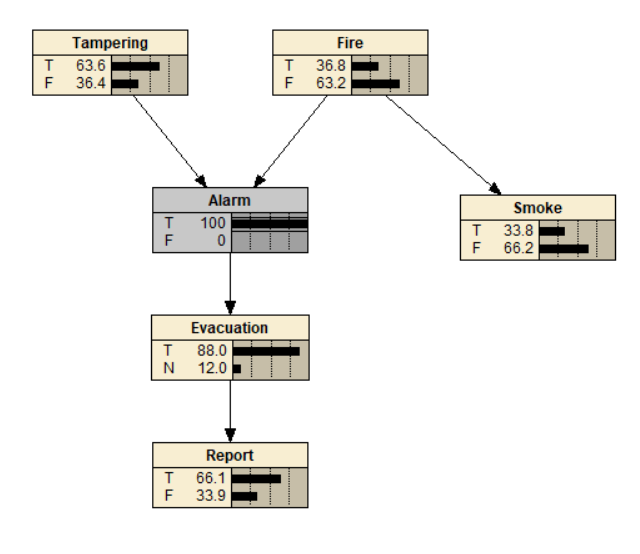 Tampering
T 63.6
F 36.4
Fire
T 36.8
F 63.2
Alarm
T 100
F 0
Smoke
T 33.8
F 66.2
Evacuation
T 88.0
N 12.0
Report
T 66.1
F 33.9